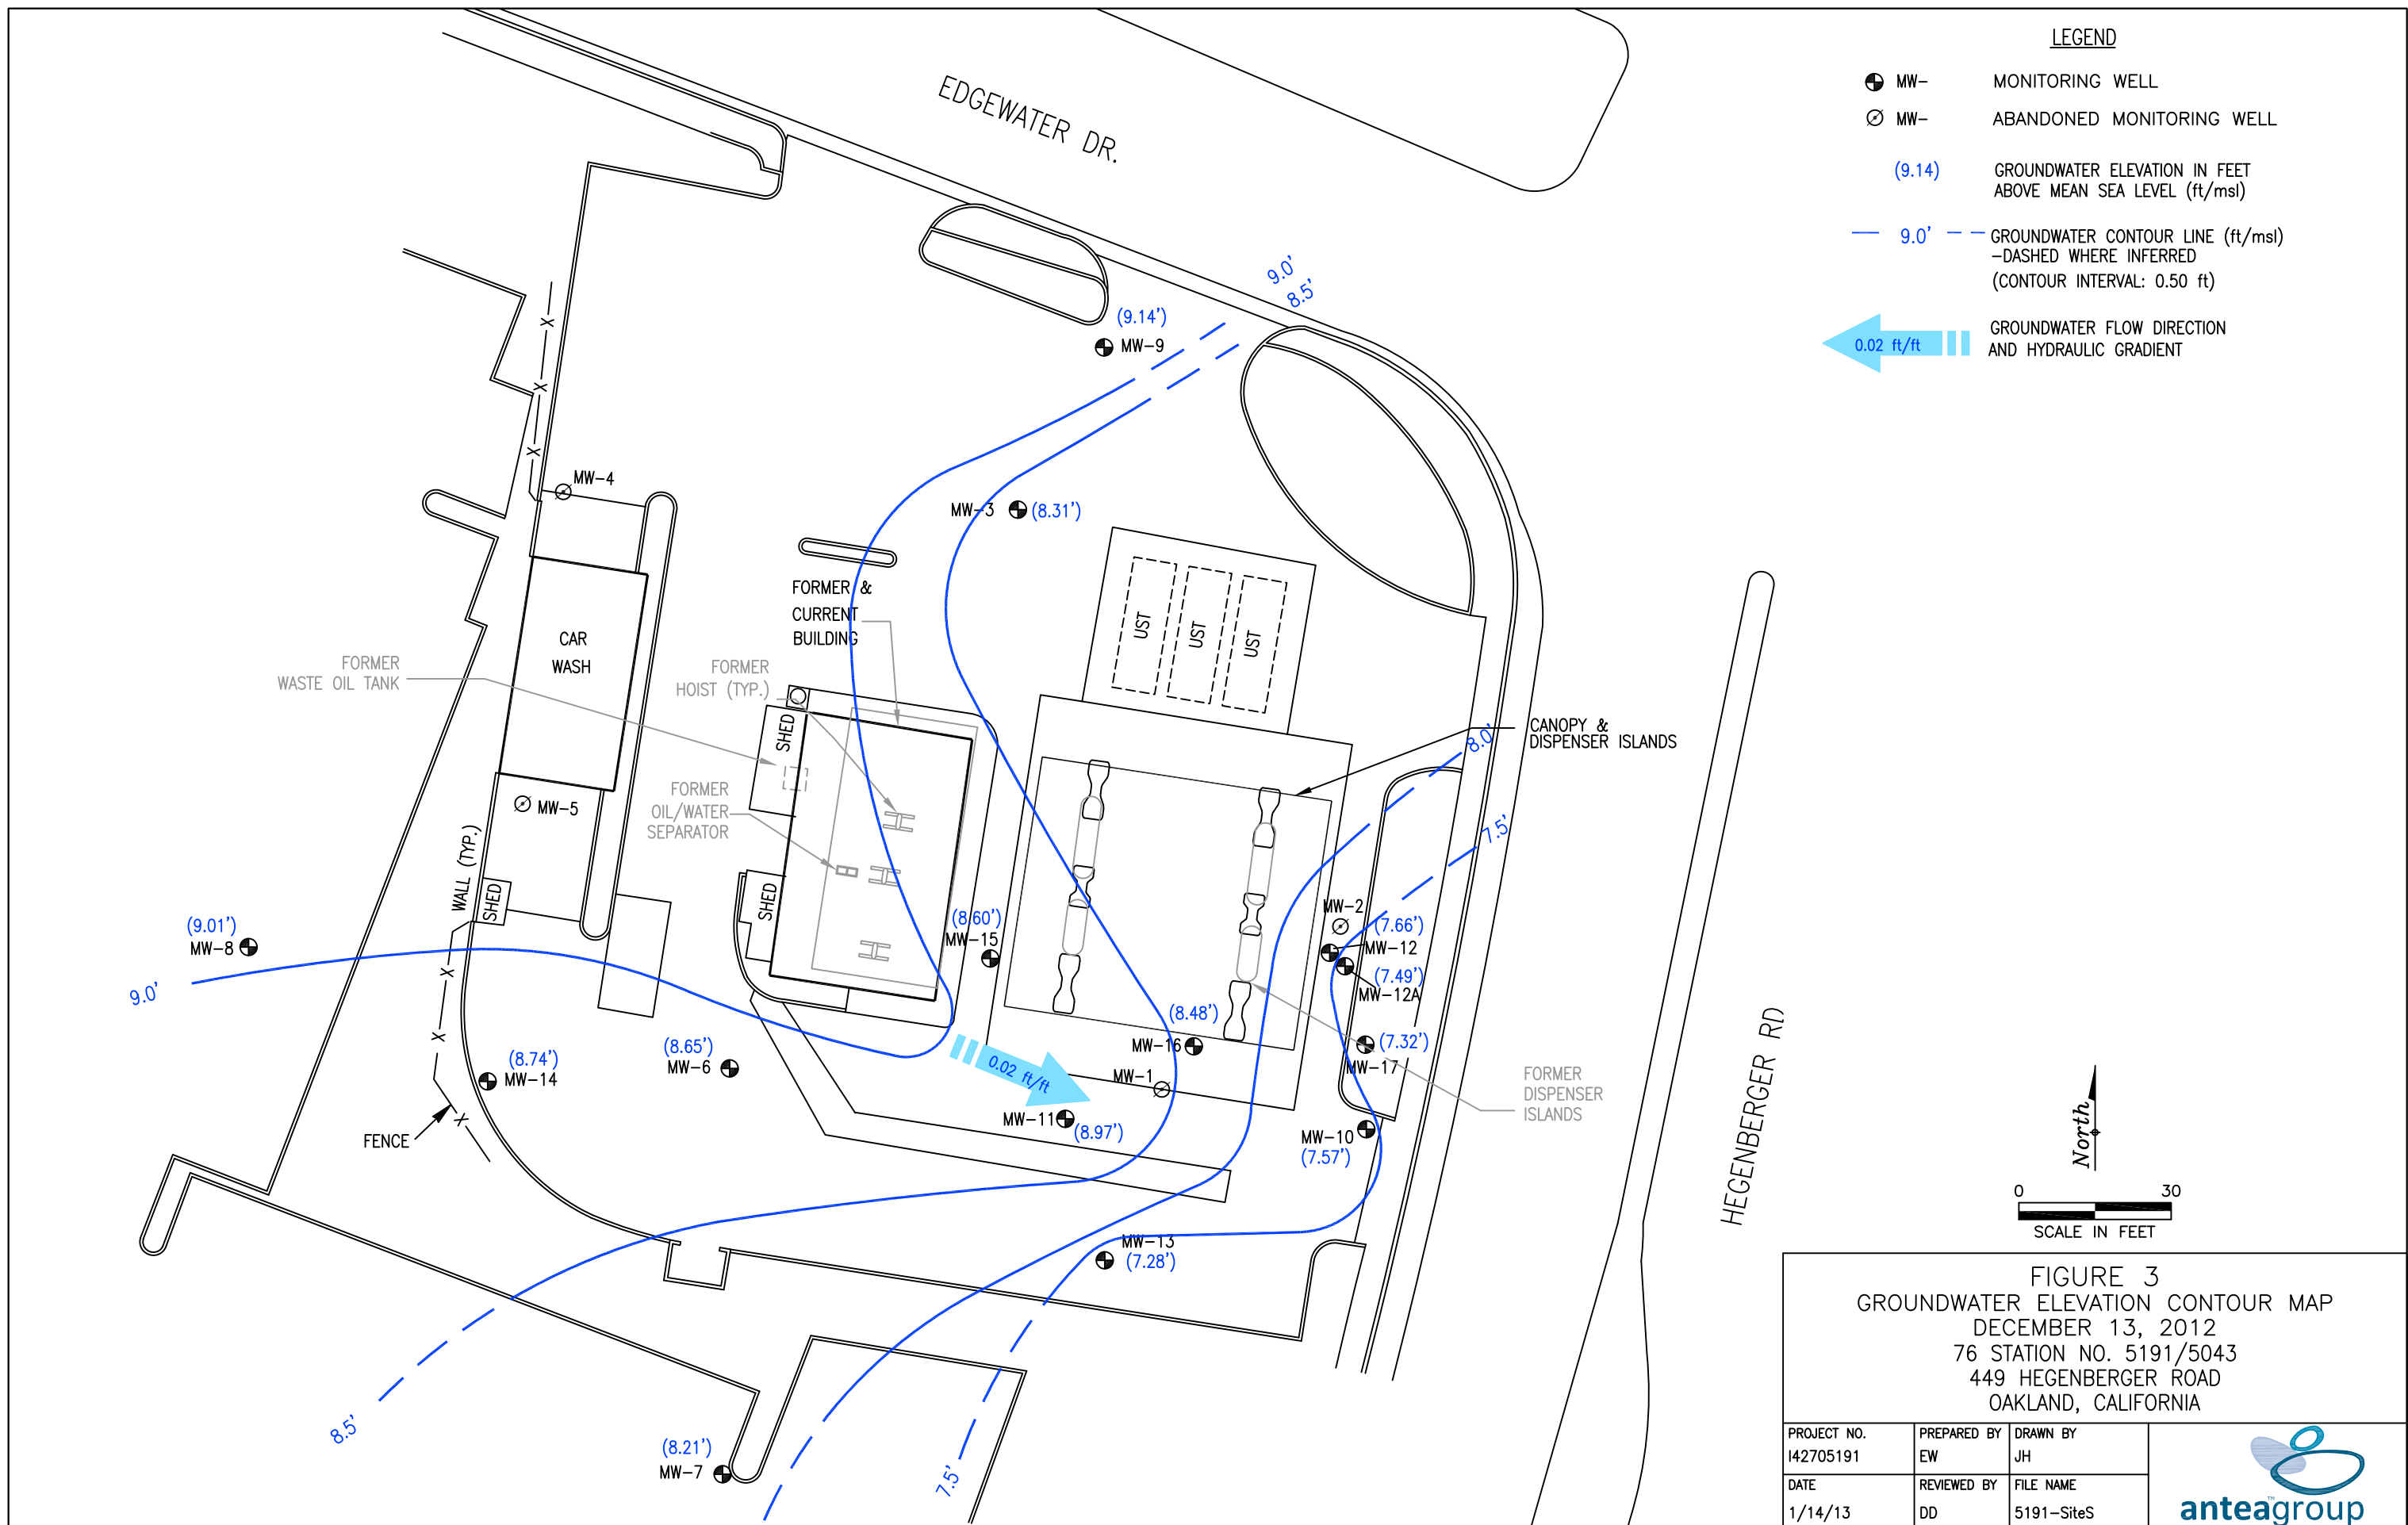 EDGEWATER DR.
LEGEND
MW- MONITORING WELL
MW- ABANDONED MONITORING WELL
(9.14) GROUNDWATER ELEVATION IN FEET
ABOVE MEAN SEA LEVEL (ft/msl)
9.0' GROUNDWATER CONTOUR LINE (ft/msl)
-DASHED WHERE INFERRED
(CONTOUR INTERVAL: 0.50 ft)
0.02 ft/ft GROUNDWATER FLOW DIRECTION
AND HYDRAULIC GRADIENT
9.0'
8.5'
(9.14')
MW-9
X
X
X
MW-4
MW-3 (8.31')
FORMER &
CURRENT
BUILDING
UST
UST
UST
CAR
WASH
FORMER
WASTE OIL TANK
FORMER
HOIST (TYP.)
SHED
CANOPY &
DISPENSER ISLANDS
8.0'
7.5'
FORMER
OIL/WATER
SEPARATOR
MW-5
WALL (TYP.)
SHED
SHED
(9.01')
MW-8
9.0'
(8.60')
MW-15
MW-2
(7.66')
MW-12
(7.49')
MW-12A
X
X
X
(8.48')
MW-16
MW-1
(7.32')
MW-17
(8.74')
MW-14
(8.65')
MW-6
0.02 ft/ft
MW-11
(8.97')
MW-10
(7.57')
FENCE
FORMER
DISPENSER
ISLANDS
HEGENBERGER RD
North
0 30
SCALE IN FEET
MW-13
(7.28')
8.5'
(8.21')
MW-7
7.5'
FIGURE 3
GROUNDWATER ELEVATION CONTOUR MAP
DECEMBER 13, 2012
76 STATION NO. 5191/5043
449 HEGENBERGER ROAD
OAKLAND, CALIFORNIA
PROJECT NO. PREPARED BY DRAWN BY
I42705191 EW JH
DATE REVIEWED BY FILE NAME
1/14/13 DD 5191-SiteS
anteagroup™